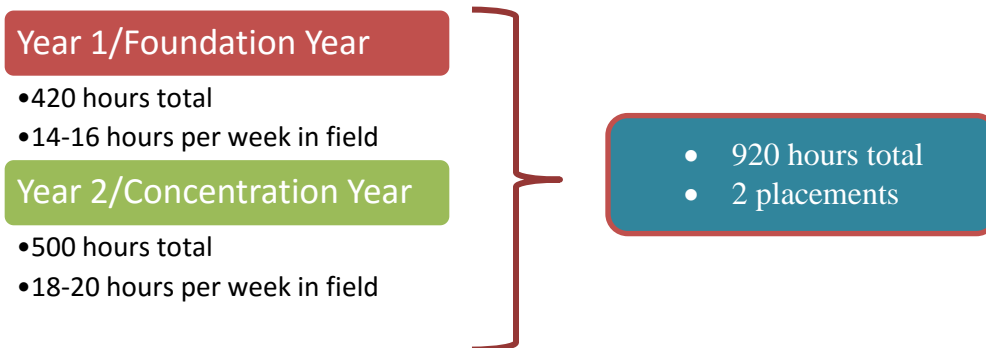 Year 1/Foundation Year
•420 hours total
•14-16 hours per week in field
Year 2/Concentration Year
•500 hours total
•18-20 hours per week in field
• 920 hours total
• 2 placements